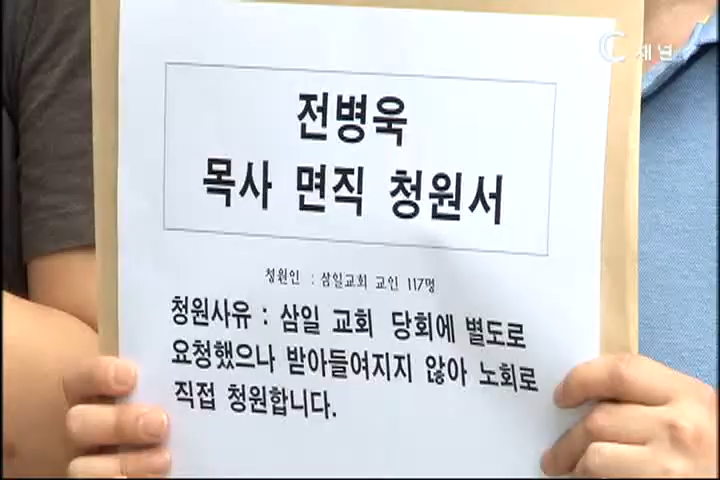 채널
전병욱
목사 면직 청원서
청원인 : 삼일교회 교인 117명
청원사유 : 삼일 교회 당회에 별도로
요청했으나 받아들여지지 않아 노회로
직접 청원합니다.